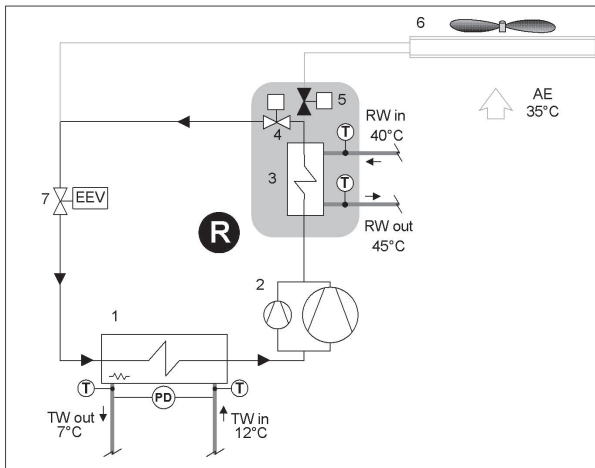 6
AE
35°C
5
RW in
40°C
T
4
3
T
7
EEV
R
RW out
45°C
2
1
T
PD
T
TW out
7°C
TW in
12°C